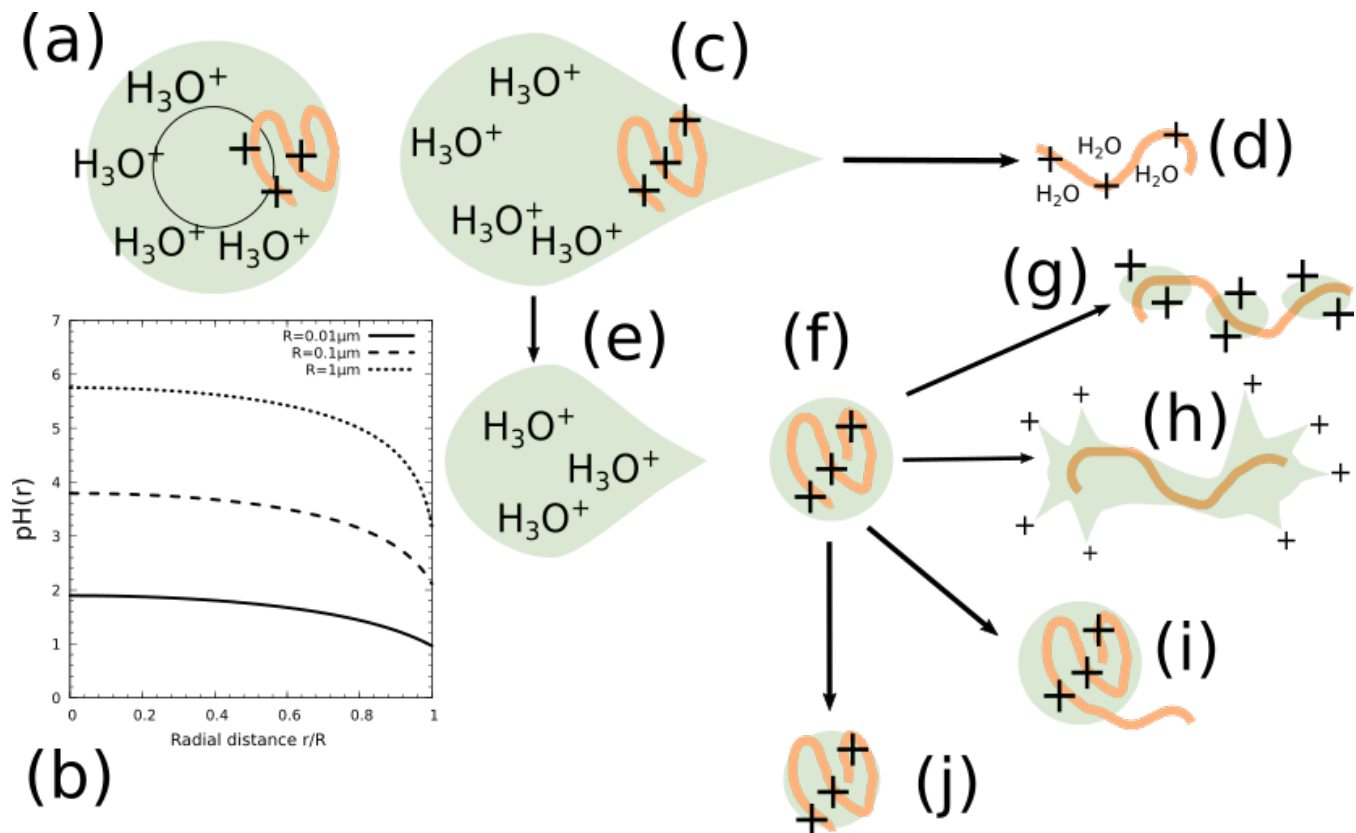 (a)
H₃O⁺
H₃O⁺
H₃O⁺
H₃O⁺
(c)
H₃O⁺
H₃O⁺
H₃O⁺
H₃O⁺
+
+
+
+
+
+
(d)
H₂O
H₂O
H₂O
+
+
+
(b)
pH(r)
7
6
5
4
3
2
1
0
R=0.01μm
R=0.1μm
R=1μm
0 0.2 0.4 0.6 0.8 1
Radial distance r/R
(e)
H₃O⁺
H₃O⁺
H₃O⁺
(f)
+
+
+
(g)
+
+
+
+
+
+
(h)
+
+
+
+
+
+
+
+
(i)
+
+
+
(j)
+
+
+